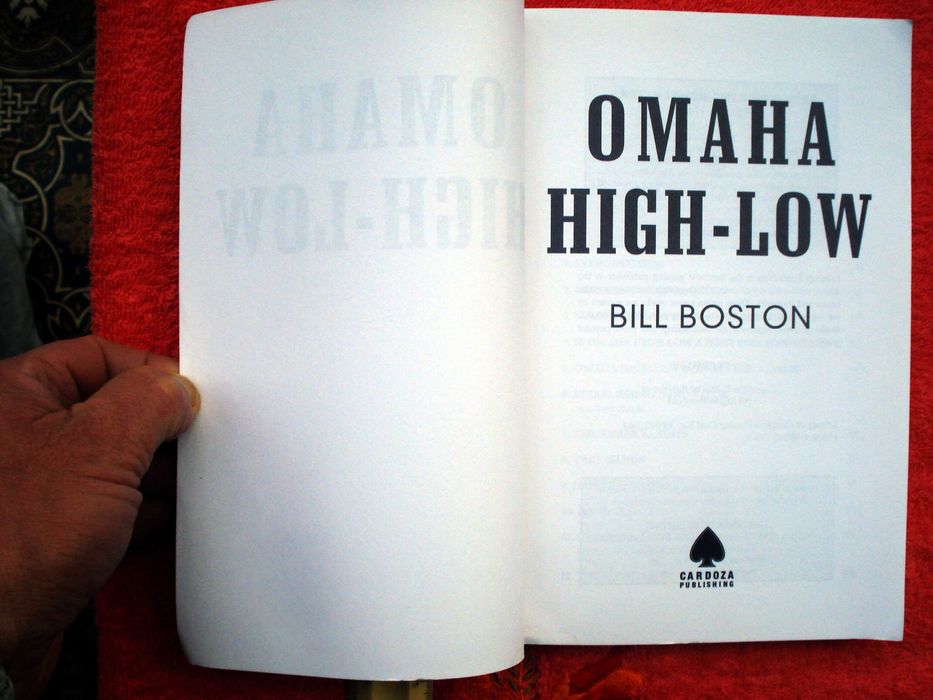 OMAHA
HIGH-LOW
BILL BOSTON
CARDOZA
PUBLISHING